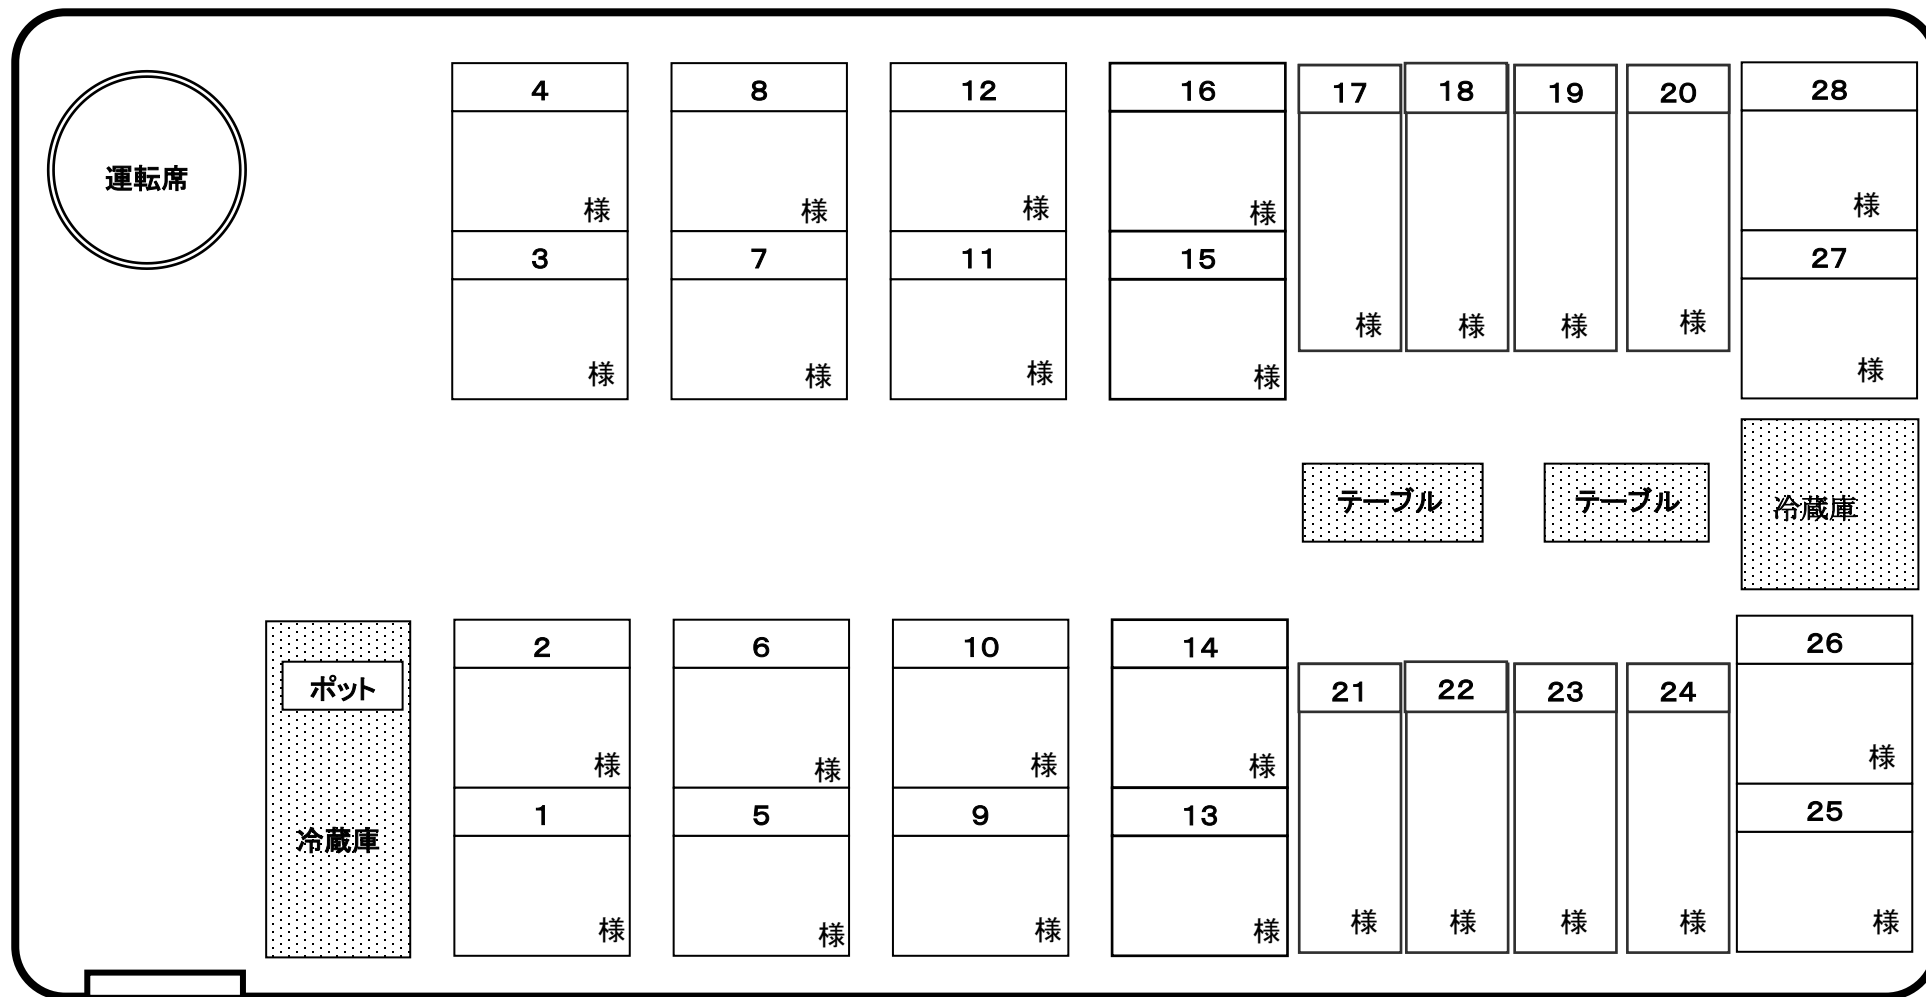 4 8 12 16 17 18 19 20 28
運転席
様 様 様 様 様
3 7 11 15 27
様 様 様 様
様 様 様 様 様
テーブル テーブル 冷蔵庫
2 6 10 14 26
ポット 21 22 23 24
様 様 様 様 様
1 5 9 13 25
冷蔵庫
様 様 様 様 様 様 様 様 様